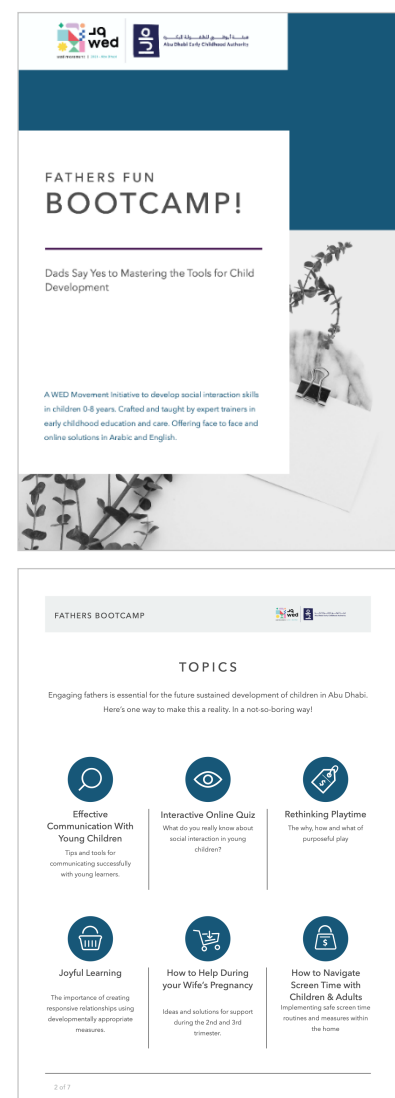 وِد
wed
wed movement
هيئة أبوظبي للطفولة المبكرة
Abu Dhabi Early Childhood Authority
FATHERS FUN
BOOTCAMP!
Dads Say Yes to Mastering the Tools for Child
Development
A WED Movement Initiative to develop social interaction skills
in children 0-8 years. Crafted and taught by expert trainers in
early childhood education and care. Offering face to face and
online solutions in Arabic and English.
FATHERS BOOTCAMP
wed
TOPICS
Engaging fathers is essential for the future sustained development of children in Abu Dhabi.
Here's one way to make this a reality. In a not-so-boring way!
Effective
Communication With
Young Children
Tips and tools for
communicating successfully
with young learners.
Interactive Online Quiz
What do you really know about
social interaction in young
children?
Rethinking Playtime
The why, how and what of
purposeful play
Joyful Learning
The importance of creating
responsive relationships using
developmentally appropriate
measures.
How to Help During
your Wife's Pregnancy
Ideas and solutions for support
during the 2nd and 3rd
trimester.
How to Navigate
Screen Time with
Children & Adults
Implementing safe screen time
routines and measures within
the home
2 of 7